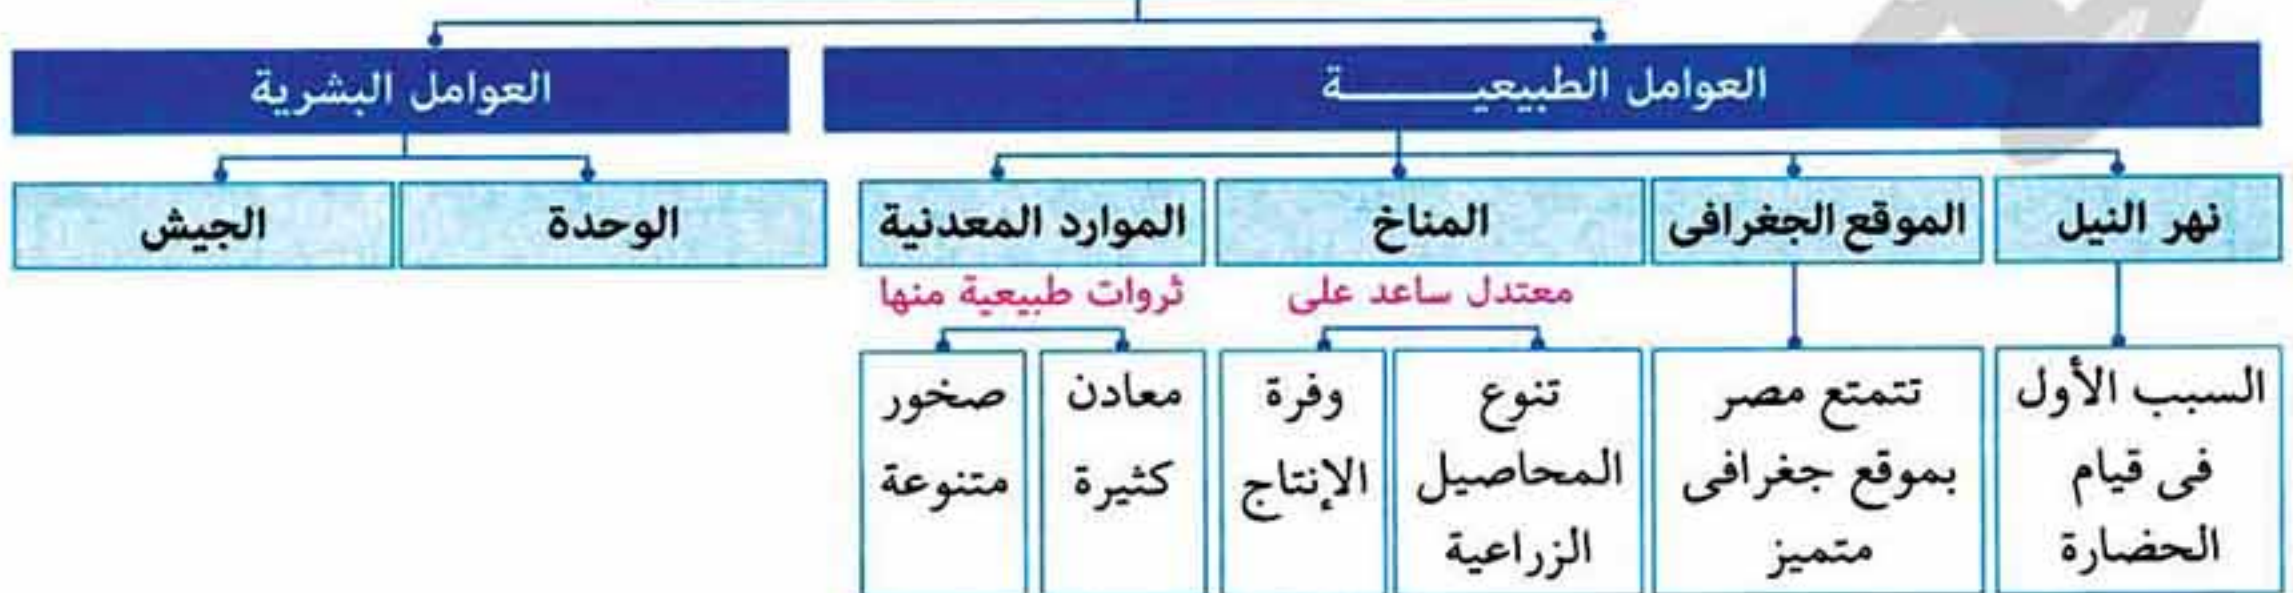 العوامل الطبيعيـــــــة
العوامل البشرية
نهر النيل
الموقع الجغرافى
المناخ
الموارد المعدنية
الوحدة
الجيش
معتدل ساعد على
ثروات طبيعية منها
السبب الأول
فى قيام
الحضارة
تتمتع مصر
بموقع جغرافى
متميز
تنوع
المحاصيل
الزراعية
وفرة
الإنتاج
معادن
كثيرة
صخور
متنوعة